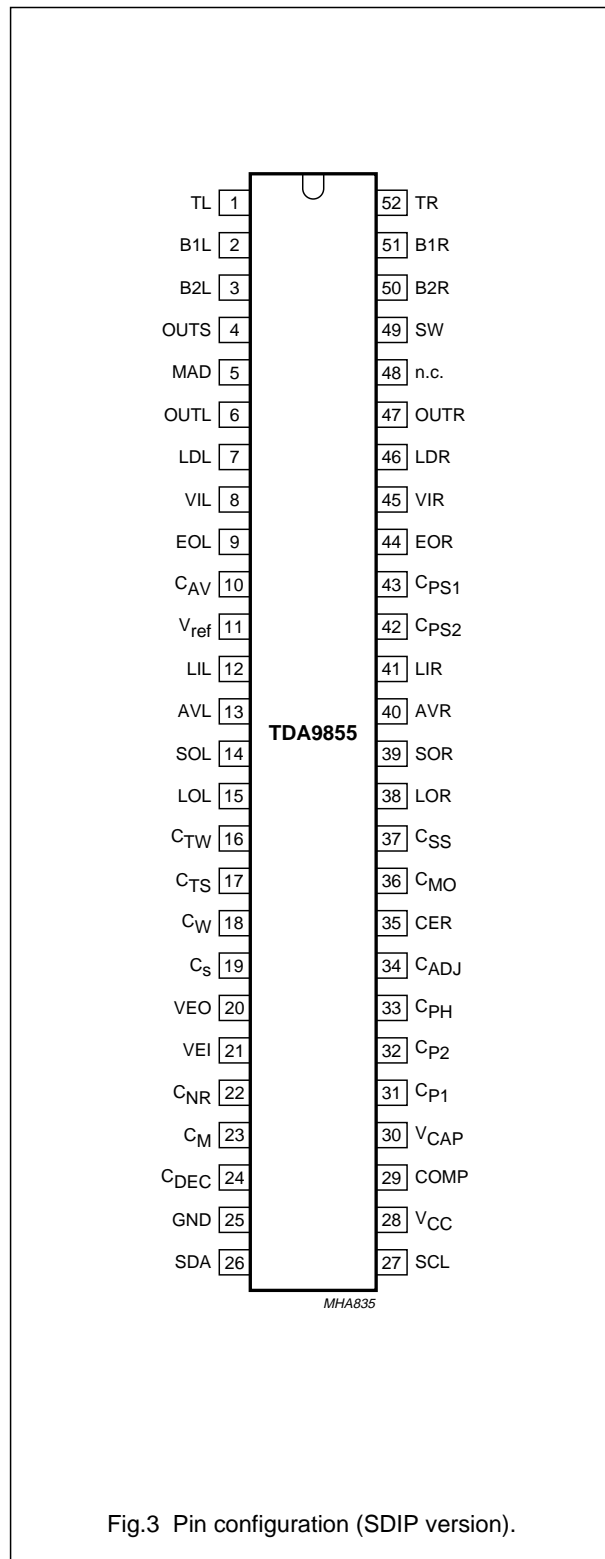 TL 1 52 TR
B1L 2 51 B1R
B2L 3 50 B2R
OUTS 4 49 SW
MAD 5 48 n.c.
OUTL 6 47 OUTR
LDL 7 46 LDR
VIL 8 45 VIR
EOL 9 44 EOR
CAV 10 43 CPS1
Vref 11 42 CPS2
LIL 12 41 LIR
AVL 13 40 AVR
TDA9855
SOL 14 39 SOR
LOL 15 38 LOR
CTW 16 37 CSS
CTS 17 36 CMO
CW 18 35 CER
Cs 19 34 CADJ
VEO 20 33 CPH
VEI 21 32 CP2
CNR 22 31 CP1
CM 23 30 VCAP
CDEC 24 29 COMP
GND 25 28 VCC
SDA 26 27 SCL
MHA835
Fig.3 Pin configuration (SDIP version).